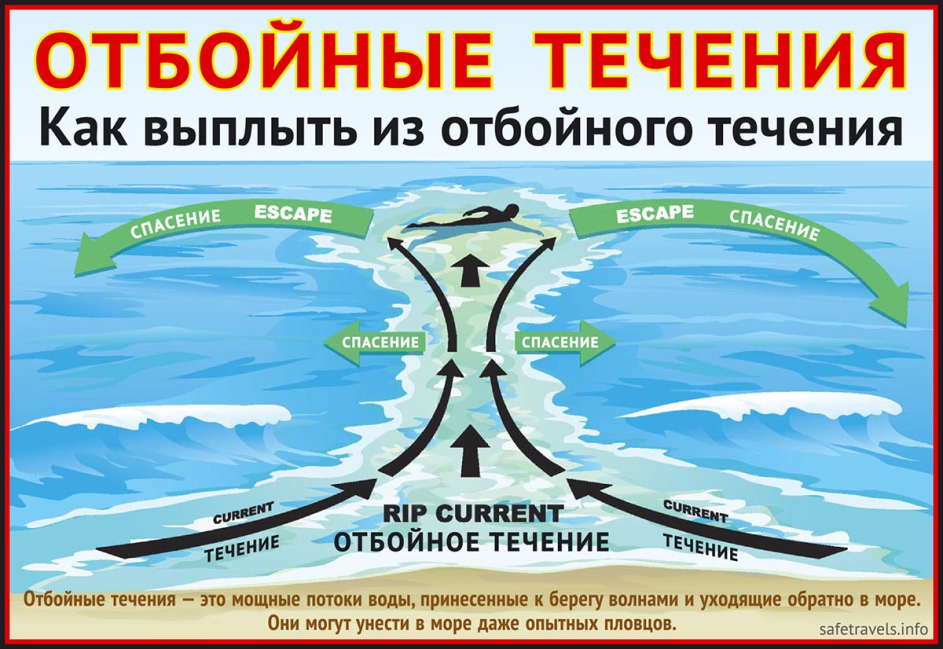 ОТБОЙНЫЕ ТЕЧЕНИЯ
Как выплыть из отбойного течения
СПАСЕНИЕ ESCAPE
ESCAPE СПАСЕНИЕ
СПАСЕНИЕ
СПАСЕНИЕ
CURRENT
ТЕЧЕНИЕ
RIP CURRENT
ОТБОЙНОЕ ТЕЧЕНИЕ
CURRENT
ТЕЧЕНИЕ
Отбойные течения — это мощные потоки воды, принесенные к берегу волнами и уходящие обратно в море.
Они могут унести в море даже опытных пловцов.
safetravels.info